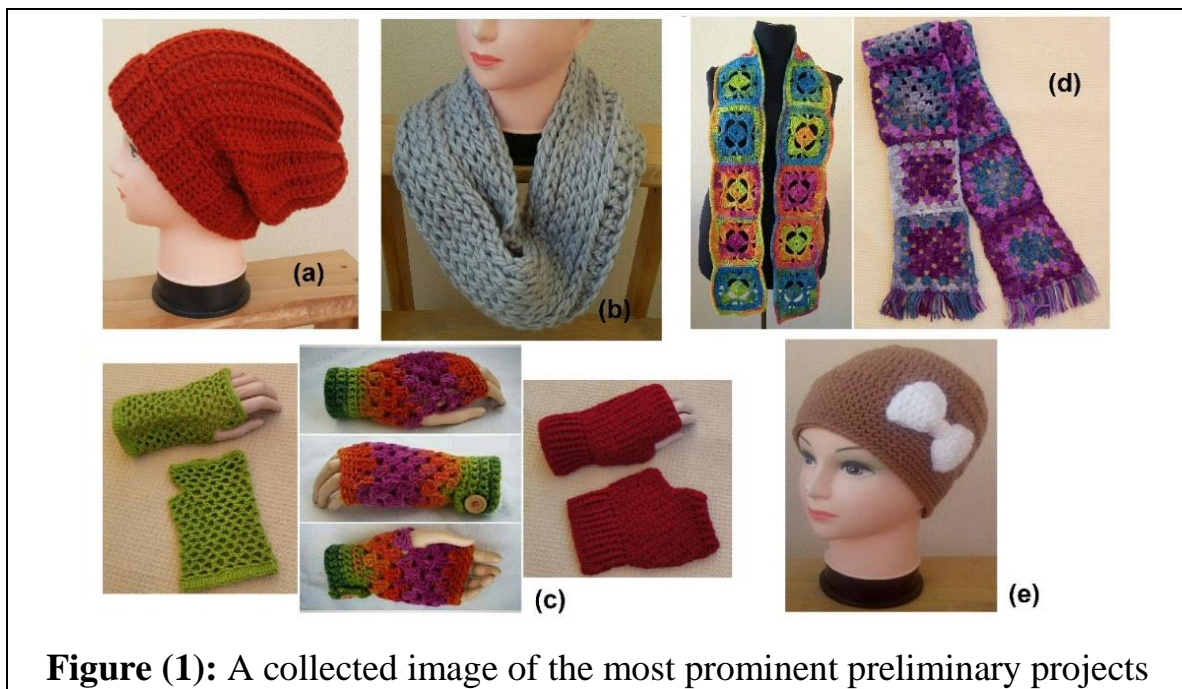 (a)
(b)
(d)
(c)
(e)
Figure (1): A collected image of the most prominent preliminary projects